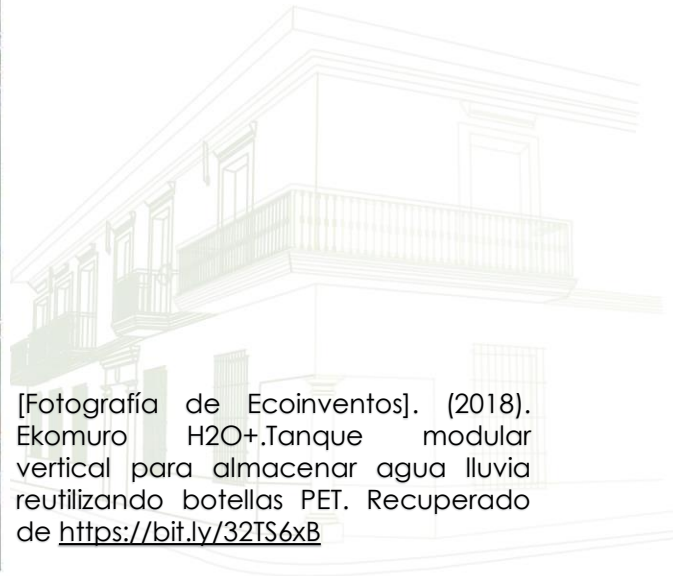 [Fotografía de Ecoinventos]. (2018).
Ekomuro H2O+.Tanque modular
vertical para almacenar agua lluvia
reutilizando botellas PET. Recuperado
de https://bit.ly/32TS6xB